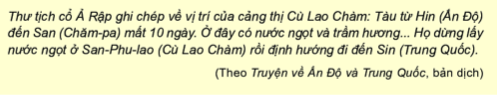 Thư tịch cổ Ả Rập ghi chép về vị trí của cảng thị Cù Lao Chàm: Tàu từ Hin (Ấn Độ)
đến San (Chăm-pa) mất 10 ngày. Ở đây có nước ngọt và trầm hương... Họ dừng lấy
nước ngọt ở San-Phu-lao (Cù Lao Chàm) rồi định hướng đi đến Sin (Trung Quốc).
(Theo Truyện về Ấn Độ và Trung Quốc, bản dịch)